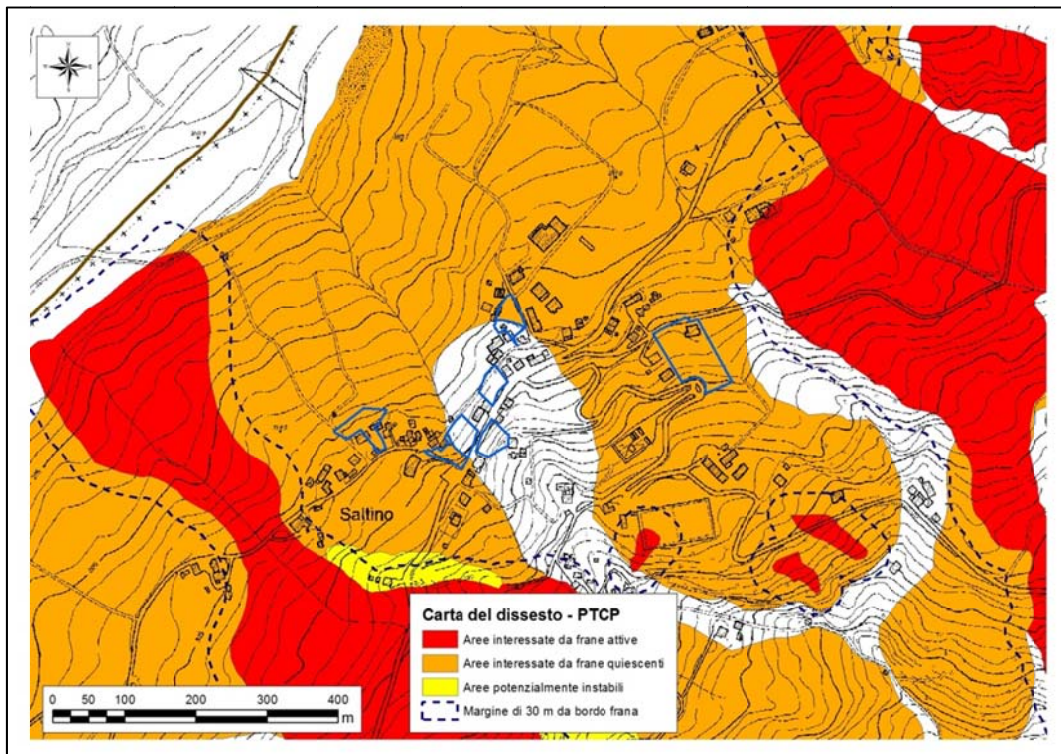 Saltino
Carta del dissesto - PTCP
Aree interessate da frane attive
Aree interessate da frane quiescenti
Aree potenzialmente instabili
Margine di 30 m da bordo frana
0 50 100 200 300 400
m